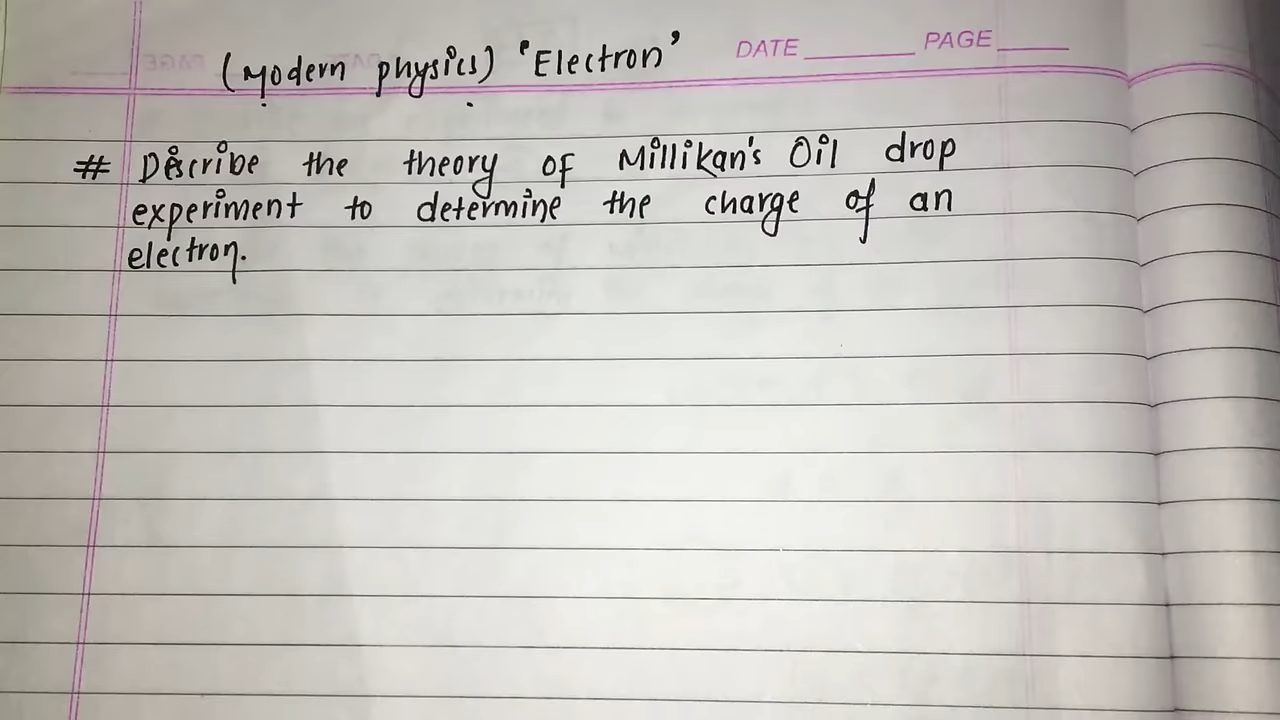 (Modern physics) 'Electron' DATE PAGE
# Describe the theory of Millikan's Oil drop
experiment to determine the charge of an
electron.